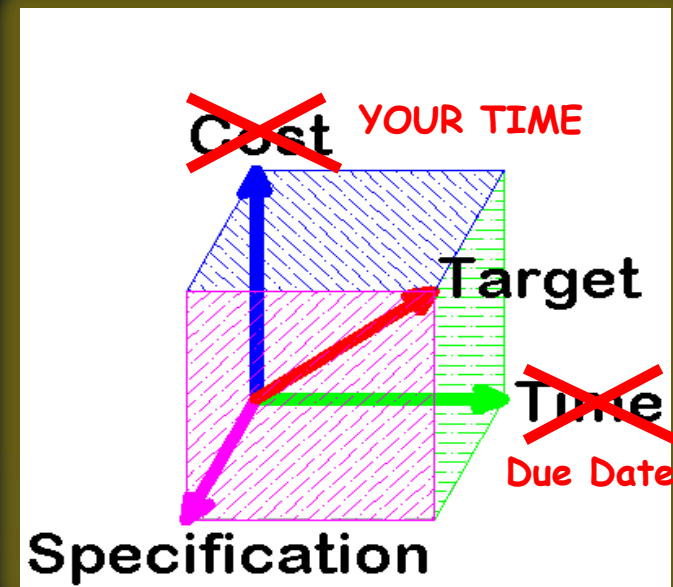 Cost
YOUR TIME
Target
Time
Due Date
Specification